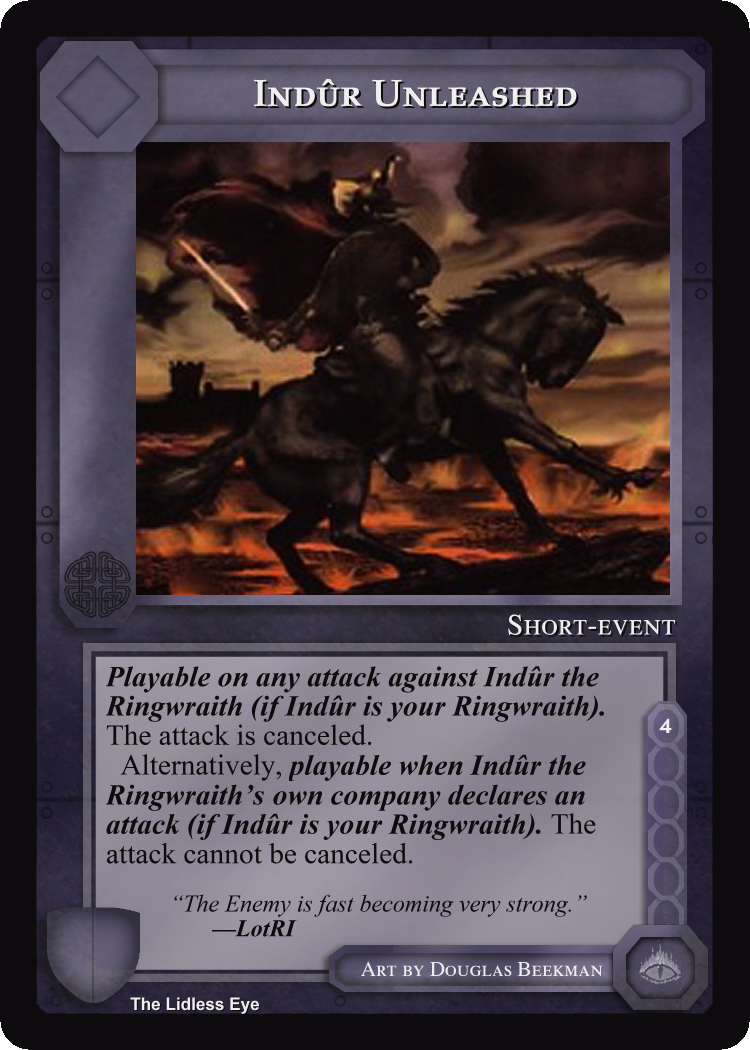 Indûr Unleashed
Short-event
Playable on any attack against Indûr the
Ringwraith (if Indûr is your Ringwraith).
The attack is canceled.
Alternatively, playable when Indûr the
Ringwraith’s own company declares an
attack (if Indûr is your Ringwraith). The
attack cannot be canceled.
4
“The Enemy is fast becoming very strong.”
—LotRI
Art by Douglas Beekman
The Lidless Eye